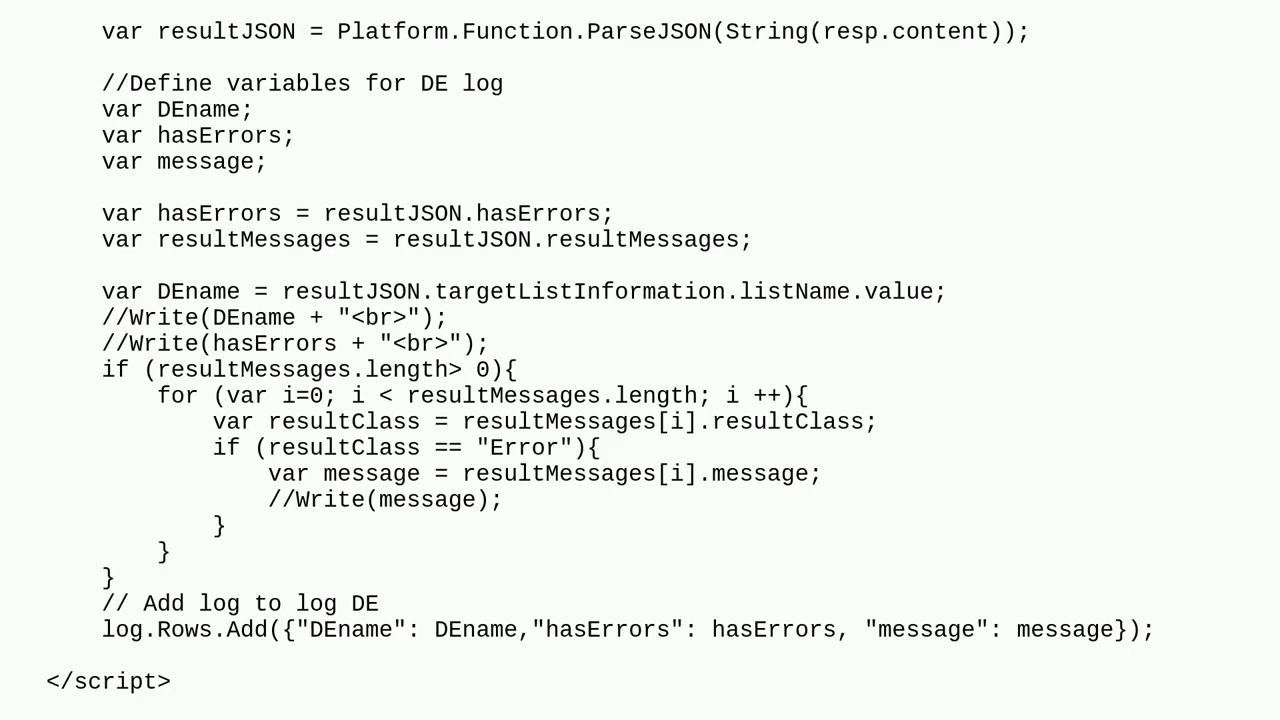 var resultJSON = Platform.Function.ParseJSON(String(resp.content));
//Define variables for DE log
var DEname;
var hasErrors;
var message;
var hasErrors = resultJSON.hasErrors;
var resultMessages = resultJSON.resultMessages;
var DEname = resultJSON.targetListInformation.listName.value;
//Write(DEname + "<br>");
//Write(hasErrors + "<br>");
if (resultMessages.length> 0){
for (var i=0; i < resultMessages.length; i ++){
var resultClass = resultMessages[i].resultClass;
if (resultClass == "Error"){
var message = resultMessages[i].message;
//Write(message);
}
}
}
// Add log to log DE
log.Rows.Add({"DEname": DEname,"hasErrors": hasErrors, "message": message});
</script>